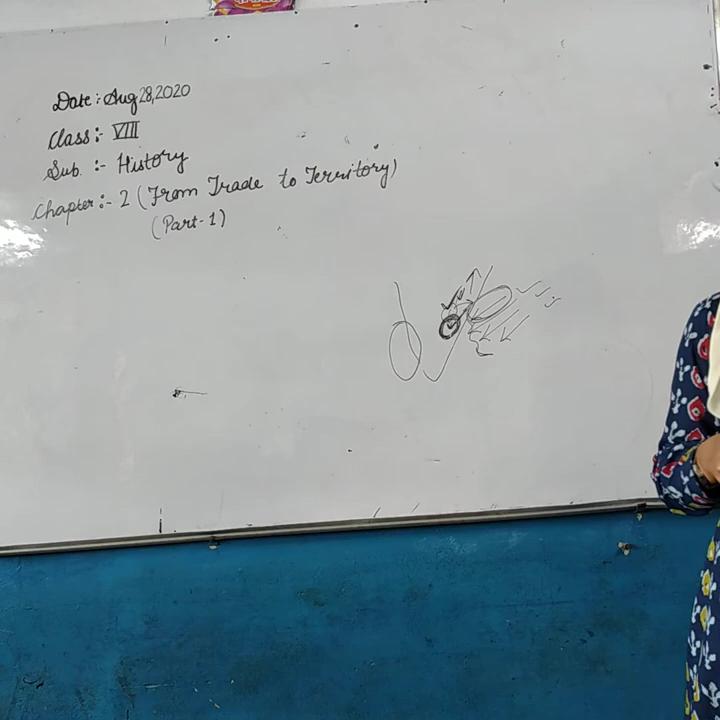 Date : Aug 28, 2020
Class :- VIII
Sub. :- History
Chapter :- 2 (From Trade to Territory)
(Part-1)